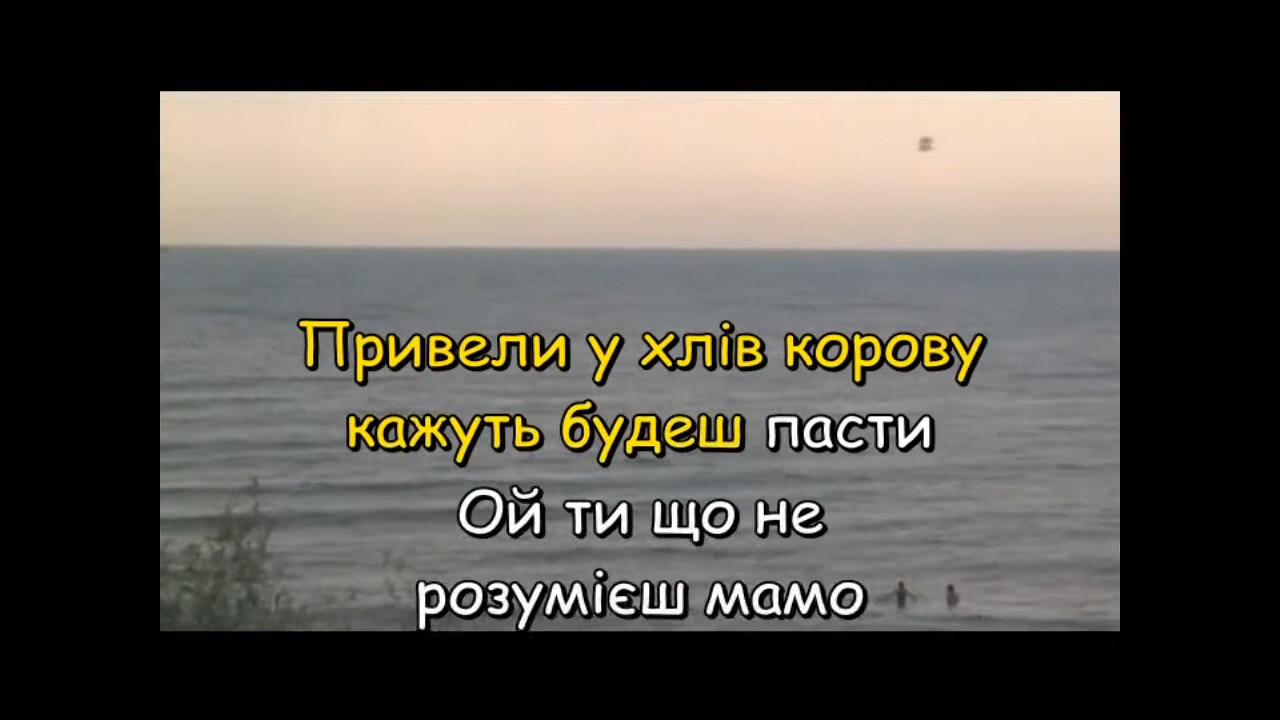 Привели у хлів корову
кажуть будеш пасти
Ой ти що не
розумієш мамо